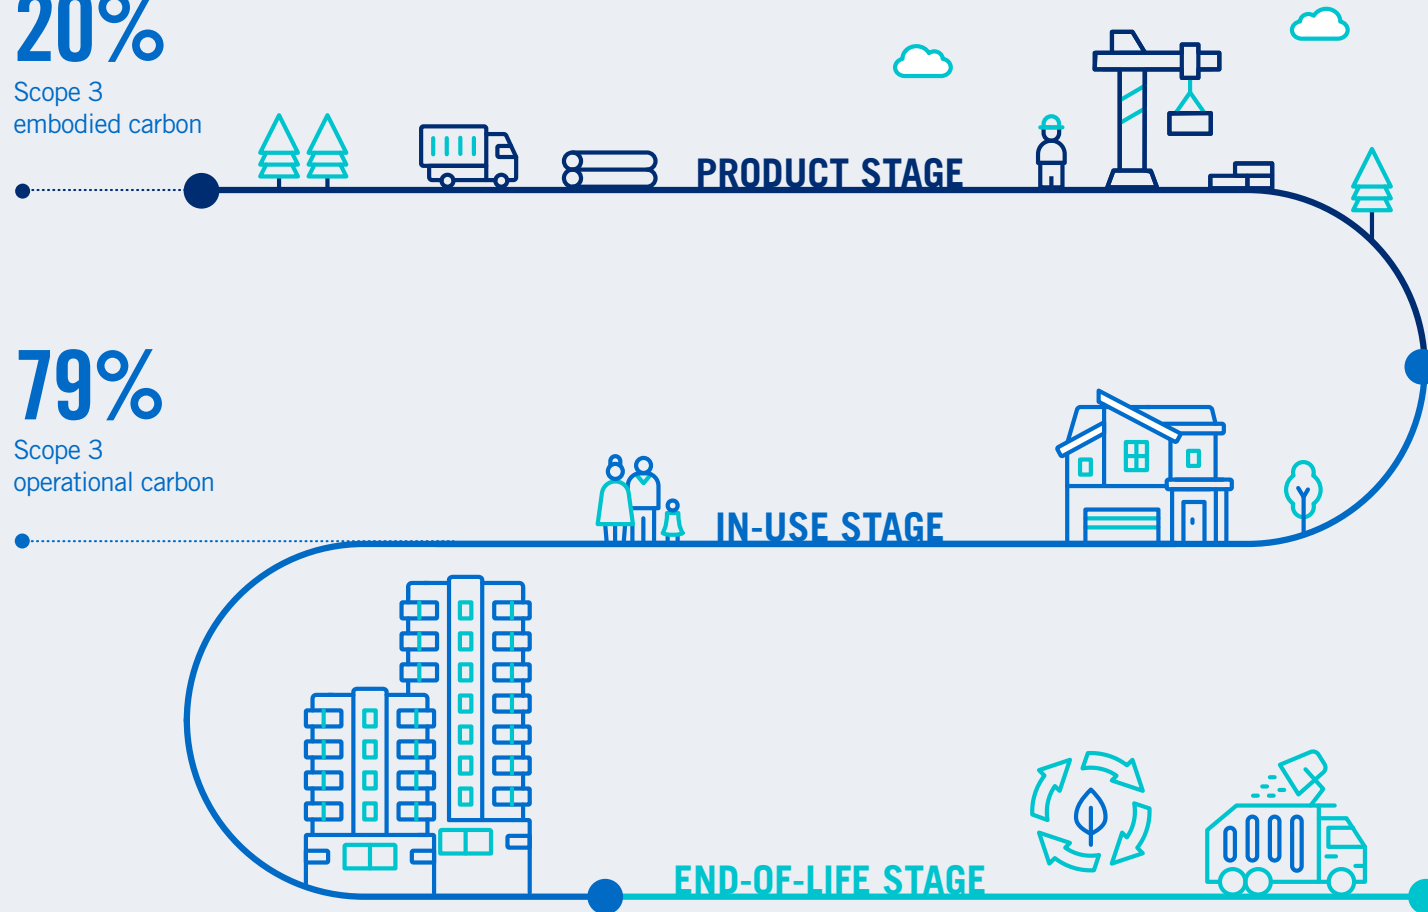 20%
Scope 3
embodied carbon
PRODUCT STAGE
79%
Scope 3
operational carbon
IN-USE STAGE
END-OF-LIFE STAGE